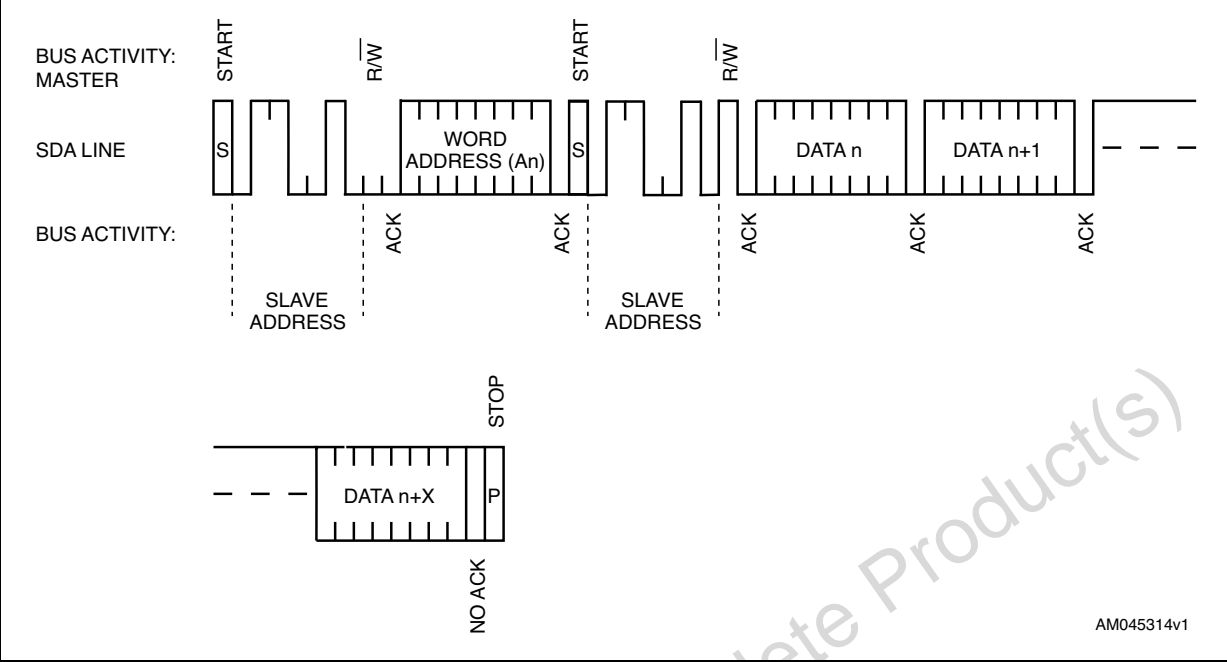 BUS ACTIVITY:
MASTER
START
R/W
START
R/W
SDA LINE
S
WORD
ADDRESS (An)
S
DATA n
DATA n+1
BUS ACTIVITY:
ACK
ACK
ACK
ACK
ACK
SLAVE
ADDRESS
SLAVE
ADDRESS
STOP
DATA n+X
P
NO ACK
Product(s)
AM045314v1